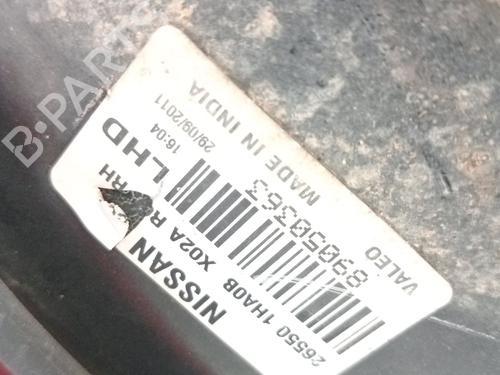 B-PARTS
NISSAN
26550 1HA0B X02A R RH
LHD
89050363
VALEO
MADE IN INDIA
29/09/2011
16:04